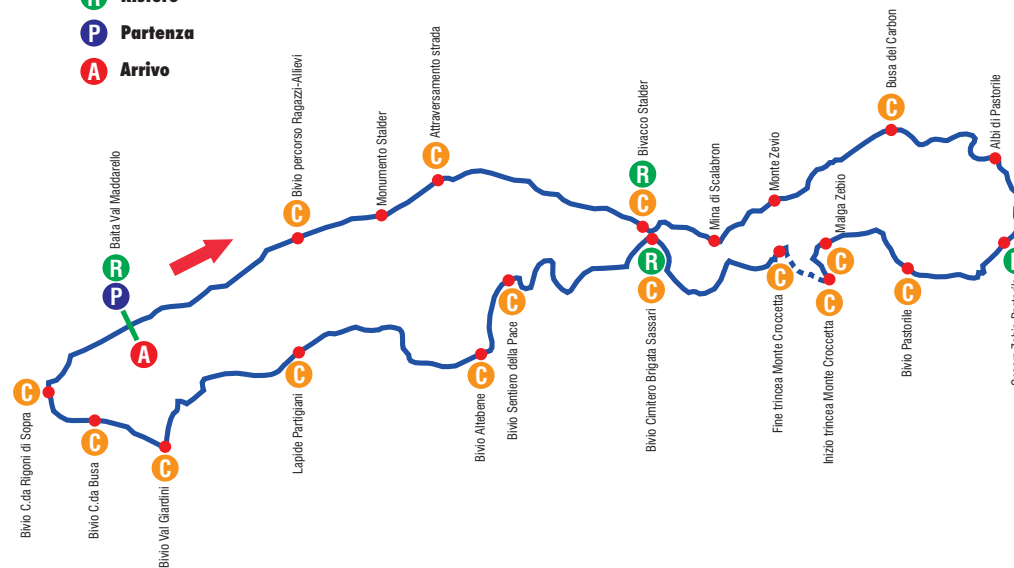 R
P Partenza
A Arrivo
Baita Val Maddarello
R
P
A
Bivio percorso Ragazzi-Allievi
C
Monumento Stalder
Attraversamento strada
C
Bivacco Stalder
R
C
Mina di Scalabron
Monte Zevio
Busa del Carbon
C
Albi di Pastorile
Malga Zebio
C
Bivio Pastorile
C
Inizio trincea Monte Croccetta
C
Fine trincea Monte Croccetta
C
R
C
Bivio Cimitero Brigata Sassari
C
Bivio Sentiero della Pace
C
Bivio Altebene
C
Lapide Partigiani
C
Bivio Val Giardini
C
Bivio C.da Busa
C
Bivio C.da Rigoni di Sopra